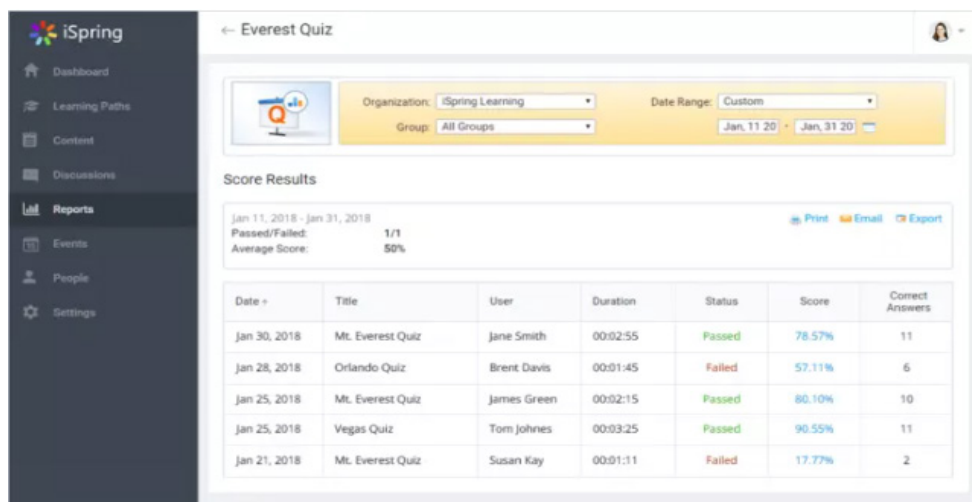 iSpring
← Everest Quiz
Dashboard
Learning Paths
Content
Discussions
Reports
Events
People
Settings
Q
Organization: iSpring Learning
Date Range: Custom
Group: All Groups
Jan, 11 20 - Jan, 31 20
Score Results
Jan 11, 2018 - Jan 31, 2018
Print Email Export
Passed/Failed: 1/1
Average Score: 50%
Date Title User Duration Status Score Correct Answers
Jan 30, 2018 Mt. Everest Quiz Jane Smith 00:02:55 Passed 78.57% 11
Jan 28, 2018 Orlando Quiz Brent Davis 00:01:45 Failed 57.11% 6
Jan 25, 2018 Mt. Everest Quiz James Green 00:02:15 Passed 80.10% 10
Jan 25, 2018 Vegas Quiz Tom Johnes 00:03:25 Passed 90.55% 11
Jan 21, 2018 Mt. Everest Quiz Susan Kay 00:01:11 Failed 17.77% 2